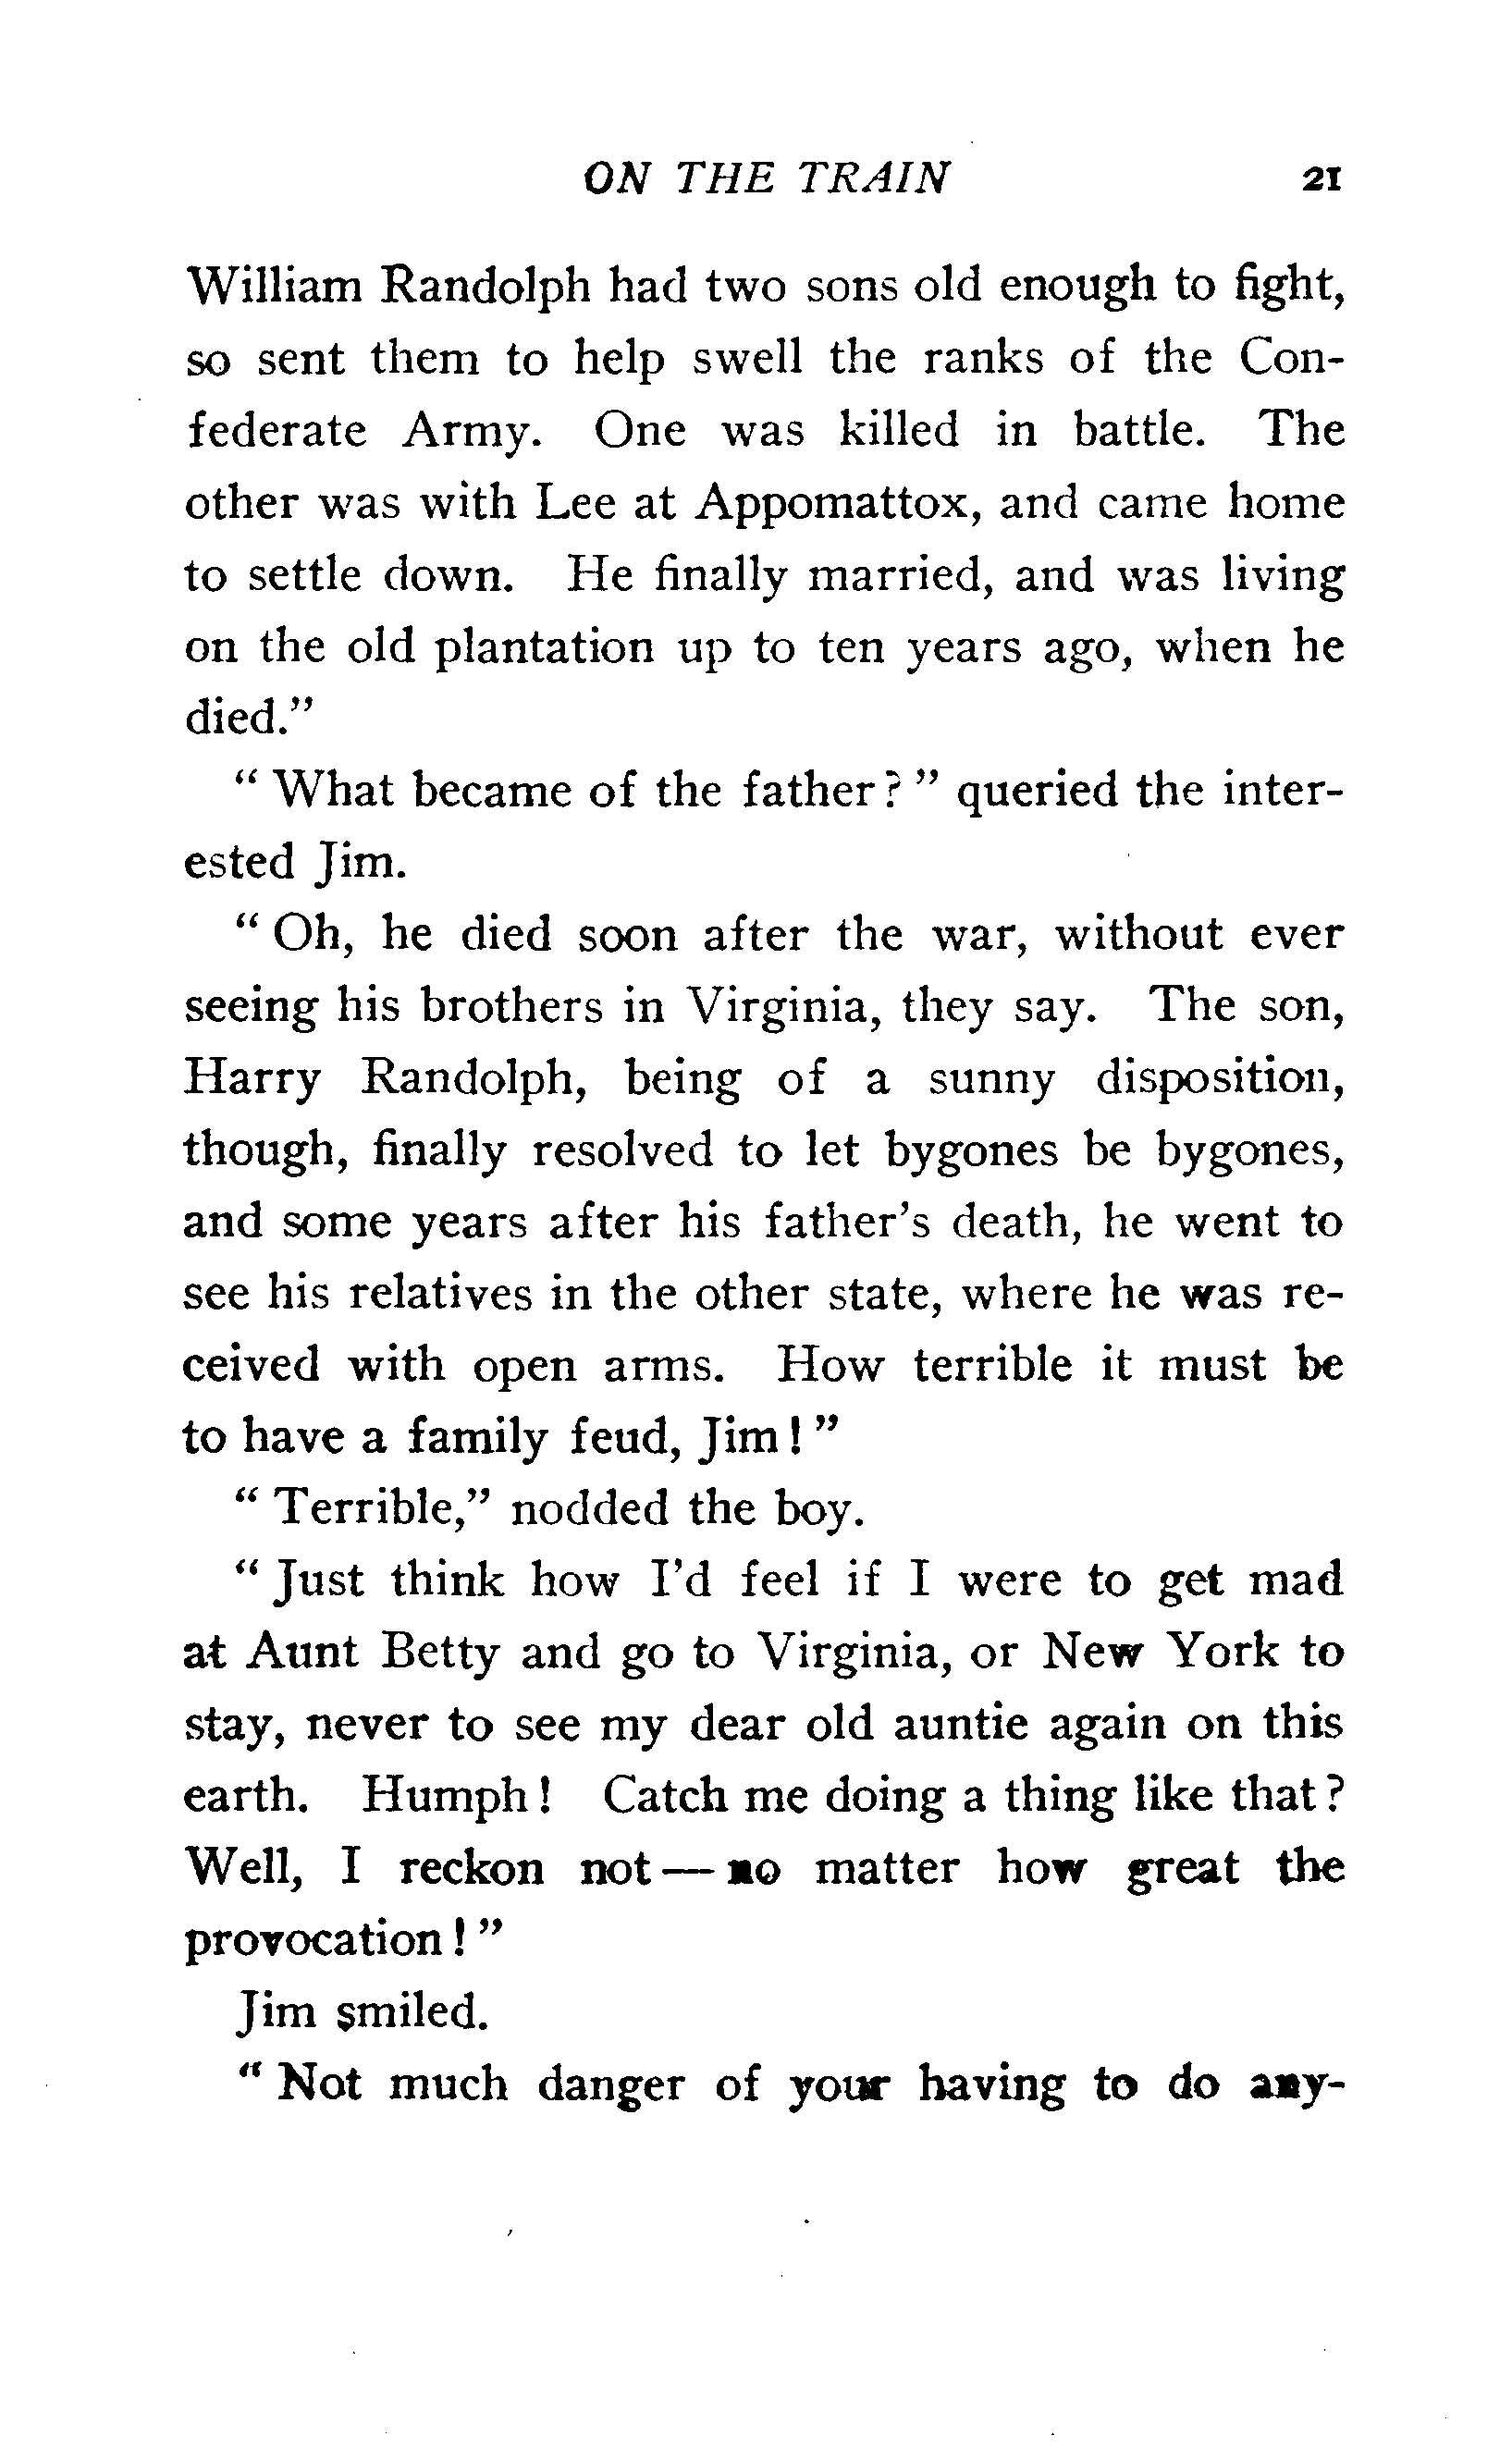 ON THE TRAIN 21
William Randolph had two sons old enough to fight,
so sent them to help swell the ranks of the Con-
federate Army. One was killed in battle. The
other was with Lee at Appomattox, and came home
to settle down. He finally married, and was living
on the old plantation up to ten years ago, when he
died."
" What became of the father ? " queried the inter-
ested Jim.
" Oh, he died soon after the war, without ever
seeing his brothers in Virginia, they say. The son,
Harry Randolph, being of a sunny disposition,
though, finally resolved to let bygones be bygones,
and some years after his father's death, he went to
see his relatives in the other state, where he was re-
ceived with open arms. How terrible it must be
to have a family feud, Jim ! "
" Terrible," nodded the boy.
" Just think how I'd feel if I were to get mad
at Aunt Betty and go to Virginia, or New York to
stay, never to see my dear old auntie again on this
earth. Humph ! Catch me doing a thing like that ?
Well, I reckon not — no matter how great the
provocation ! "
Jim smiled.
" Not much danger of your having to do any-